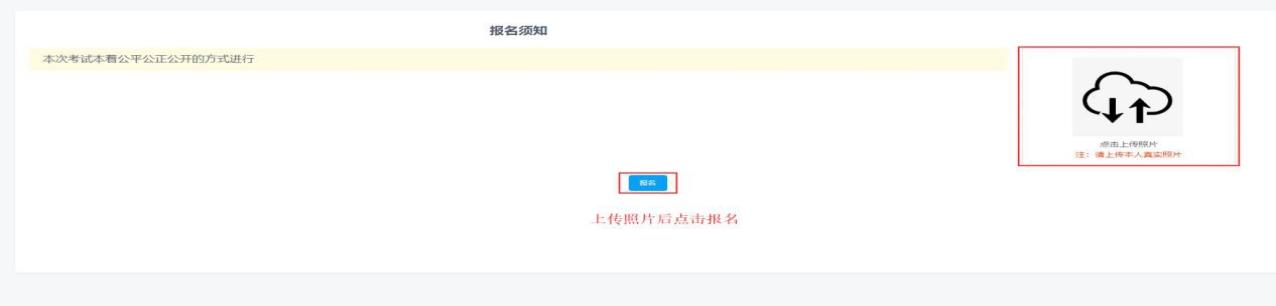 报名须知
本次考试本着公平公正公开的方式进行
点击上传照片
注：请上传本人真实照片
报名
上传照片后点击报名